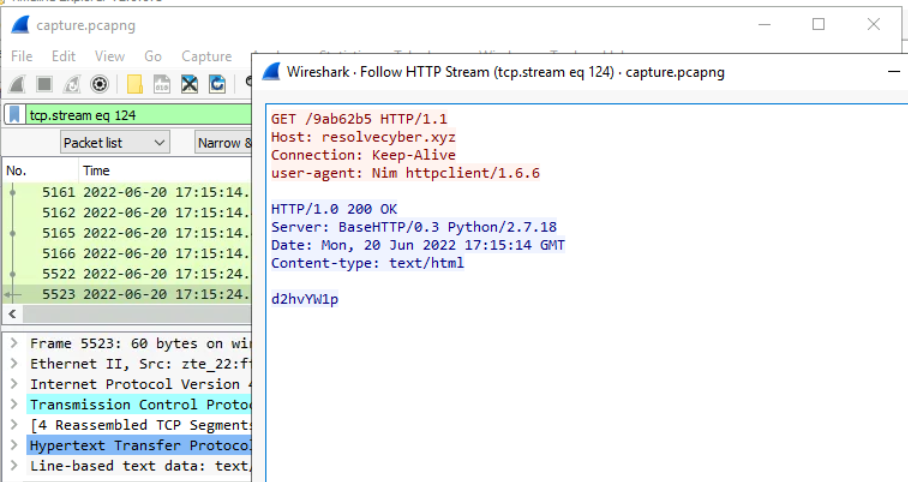 capture.pcapng
File Edit View Go Capture
tcp.stream eq 124
Packet list
Narrow &
No. Time
5161 2022-06-20 17:15:14.
5162 2022-06-20 17:15:14.
5165 2022-06-20 17:15:14.
5166 2022-06-20 17:15:14.
5522 2022-06-20 17:15:24.
5523 2022-06-20 17:15:24.
Frame 5523: 60 bytes on wi
Ethernet II, Src: zte_22:f
Internet Protocol Version 4
Transmission Control Proto
[4 Reassembled TCP Segment
Hypertext Transfer Protocol
Line-based text data: text/
Wireshark · Follow HTTP Stream (tcp.stream eq 124) · capture.pcapng
GET /9ab62b5 HTTP/1.1
Host: resolvecyber.xyz
Connection: Keep-Alive
user-agent: Nim httpclient/1.6.6
HTTP/1.0 200 OK
Server: BaseHTTP/0.3 Python/2.7.18
Date: Mon, 20 Jun 2022 17:15:14 GMT
Content-type: text/html
d2hvYW1p